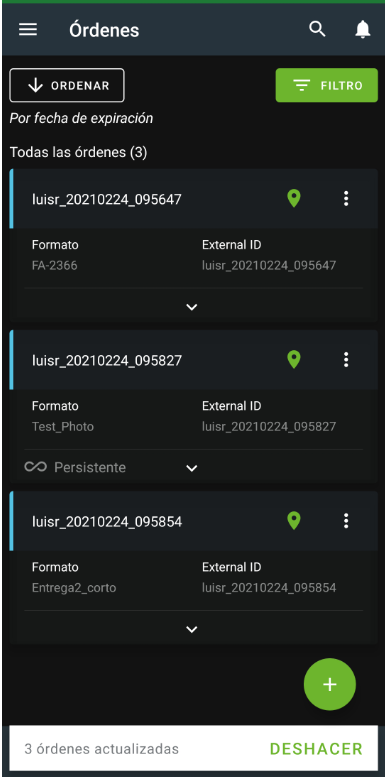 Órdenes
ORDENAR
FILTRO
Por fecha de expiración
Todas las órdenes (3)
luisr_20210224_095647
Formato
External ID
FA-2366
luisr_20210224_095647
luisr_20210224_095827
Formato
External ID
Test_Photo
luisr_20210224_095827
Persistente
luisr_20210224_095854
Formato
External ID
Entrega2_corto
luisr_20210224_095854
3 órdenes actualizadas
DESHACER